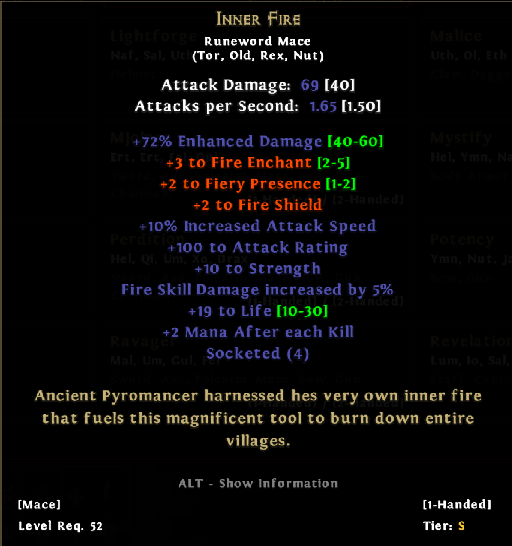 Inner Fire
Runeword Mace
(Tor, Old, Rex, Nut)
Attack Damage: 69 [40]
Attacks per Second: 1.65 [1.50]
+72% Enhanced Damage [40-60]
+3 to Fire Enchant [2-5]
+2 to Fiery Presence [1-2]
+2 to Fire Shield
+10% Increased Attack Speed
+100 to Attack Rating
+10 to Strength
Fire Skill Damage increased by 5%
+19 to Life [10-30]
+2 Mana After each Kill
Socketed (4)
Ancient Pyromancer harnessed hes very own inner fire
that fuels this magnificent tool to burn down entire
villages.
ALT - Show Information
[Mace] [1-Handed]
Level Req. 52 Tier: S
Malice
Mystify
Potency